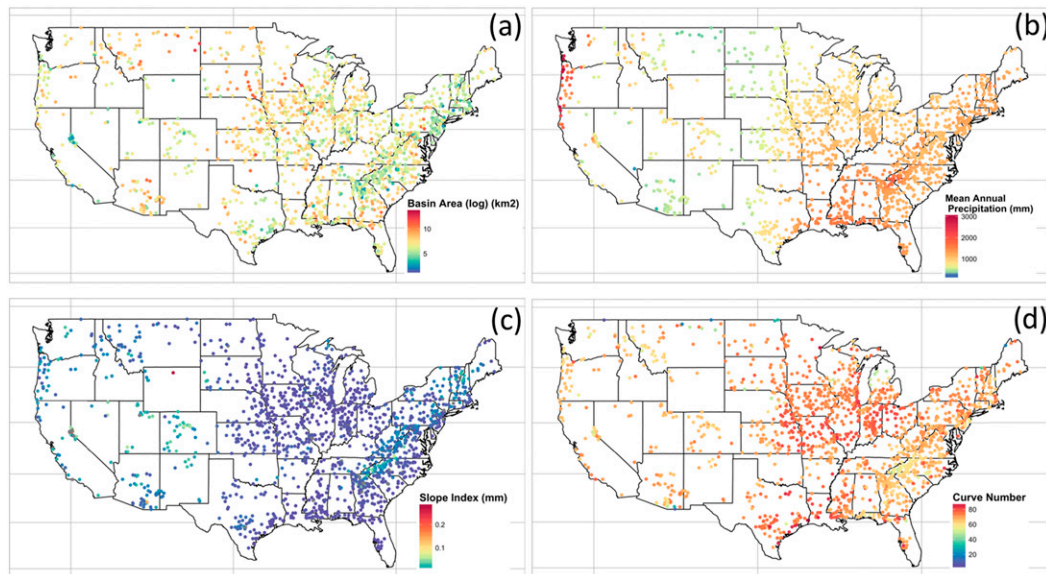 (a)
Basin Area (log) (km2)
10
5
(b)
Mean Annual
Precipitation (mm)
3000
2000
1000
(c)
Slope Index (mm)
0.2
0.1
(d)
Curve Number
80
60
40
20